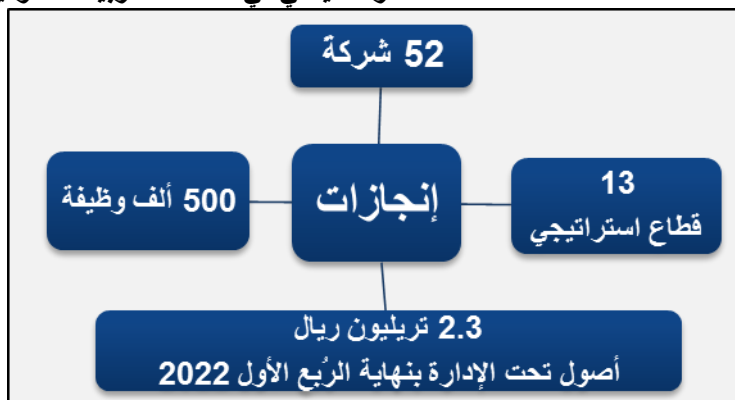 52 شركة
إنجازات
13
قطاع استراتيجي
500 ألف وظيفة
2.3 تريليون ريال
أصول تحت الإدارة بنهاية الرُبع الأول 2022